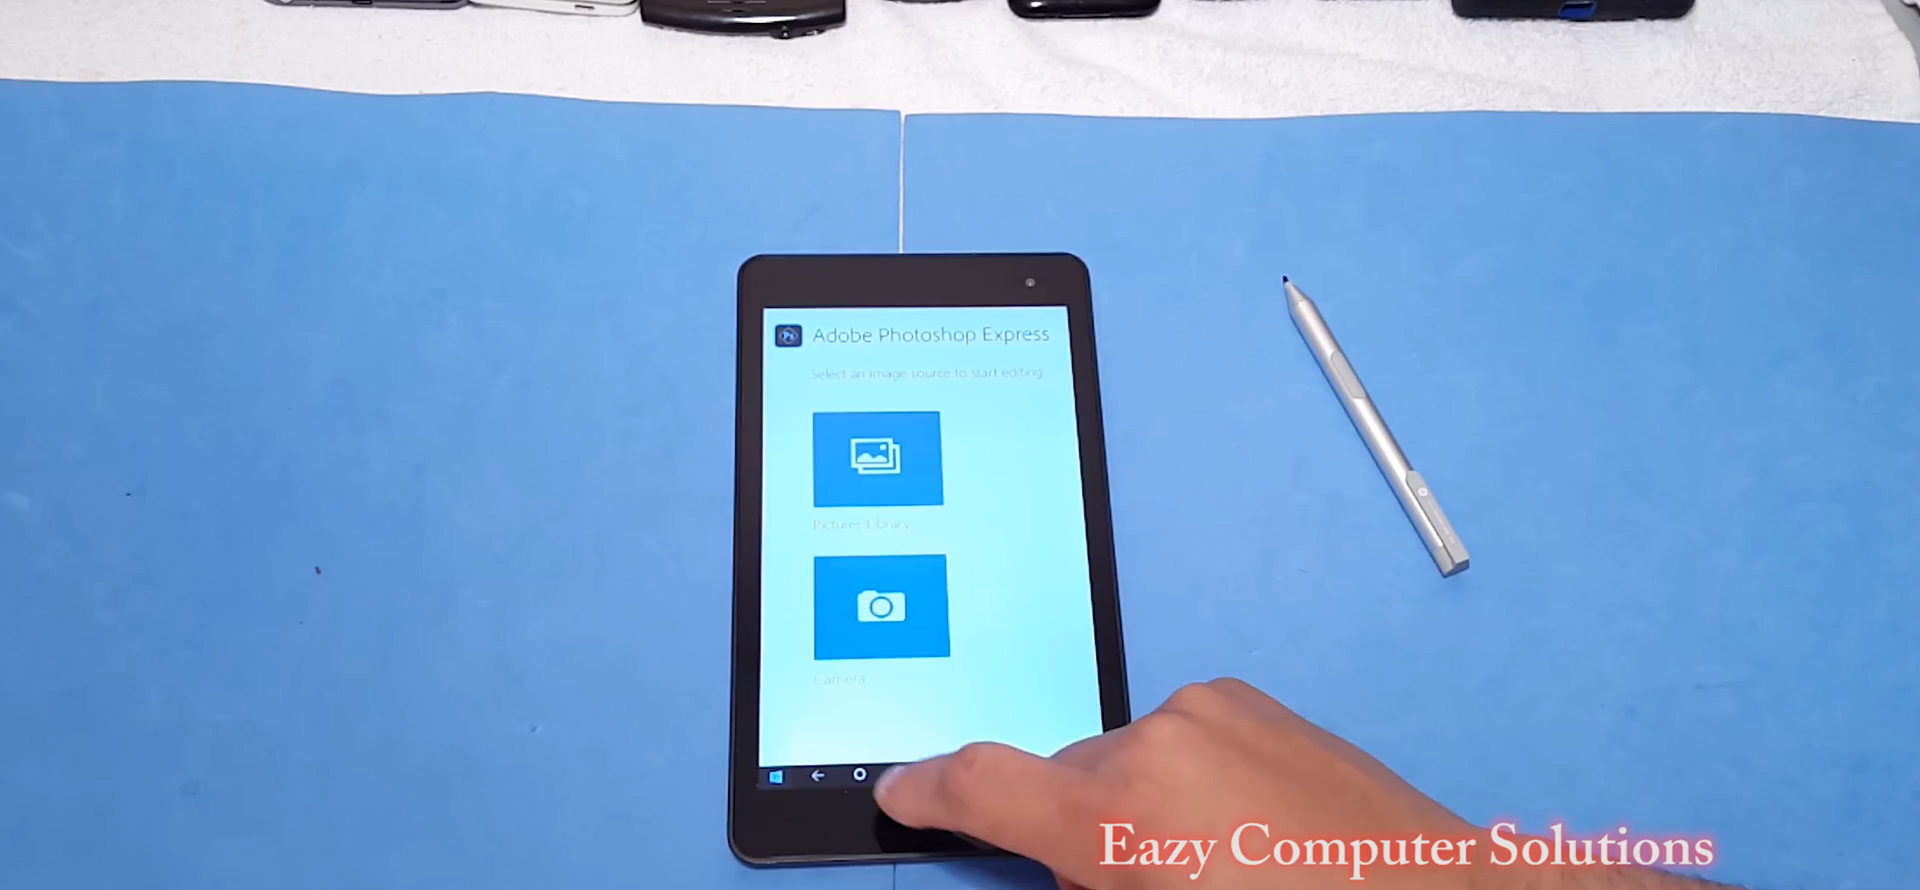 Adobe Photoshop Express
Select an image source to start editing
Pictures Library
Camera
Eazy Computer Solutions